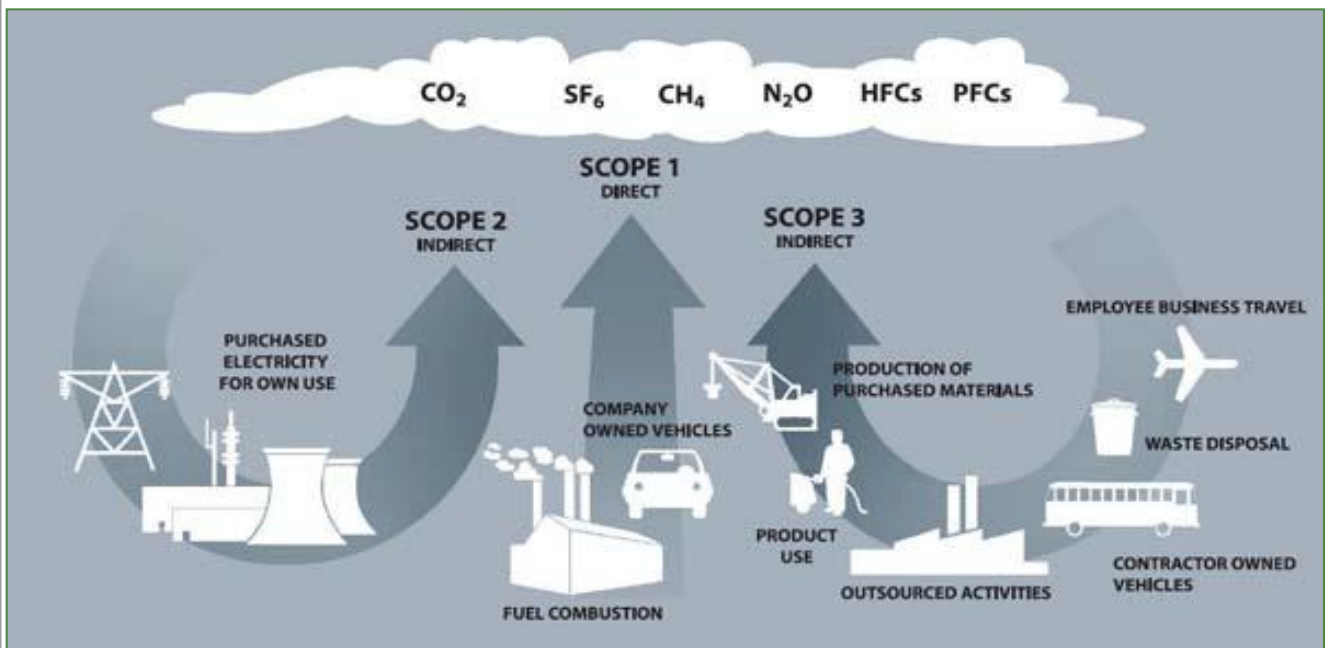 CO₂ SF₆ CH₄ N₂O HFCs PFCs
SCOPE 1
DIRECT
SCOPE 2
INDIRECT
SCOPE 3
INDIRECT
PURCHASED
ELECTRICITY
FOR OWN USE
COMPANY
OWNED VEHICLES
FUEL COMBUSTION
PRODUCTION OF
PURCHASED MATERIALS
PRODUCT
USE
OUTSOURCED ACTIVITIES
EMPLOYEE BUSINESS TRAVEL
WASTE DISPOSAL
CONTRACTOR OWNED
VEHICLES